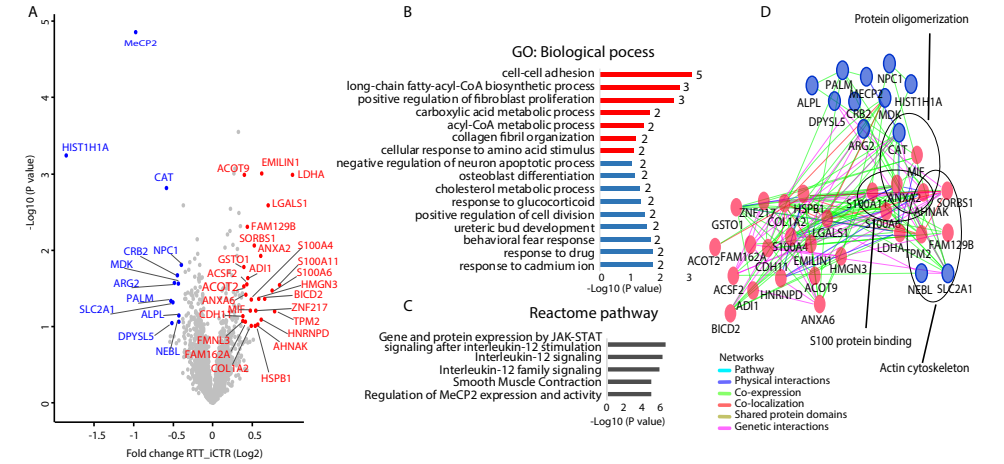 A
5
4
3
2
1
0
-Log10 (P value)
-1.5
-1
-0.5
0
0.5
Fold change RTT_iCTR (Log2)
MeCP2
HIST1H1A
CAT
CRB2
NPC1
MDK
ARG2
PALM
SLC2A1
ALPL
DPYSL5
NEBL
ACOT9
EMILIN1
LDHA
LGALS1
FAM129B
SORBS1
ANXA2
S100A4
GSTO1
ADI1
S100A11
ACSF2
S100A6
ACOT2
HMGN3
ANXA6
BICD2
MIF
ZNF217
CDH11
TPM2
HNRNPD
FMNL3
AHNAK
FAM162A
COL1A2
HSPB1
B
GO: Biological pocess
cell-cell adhesion 5
long-chain fatty-acyl-CoA biosynthetic process 3
positive regulation of fibroblast proliferation 3
carboxylic acid metabolic process 2
acyl-CoA metabolic process 2
collagen fibril organization 2
cellular response to amino acid stimulus 2
negative regulation of neuron apoptotic process 2
osteoblast differentiation 2
cholesterol metabolic process 2
response to glucocorticoid 2
positive regulation of cell division 2
ureteric bud development 2
behavioral fear response 2
response to drug 2
response to cadmium ion 2
0 1 2 3
-Log10 (P value)
C
Reactome pathway
Gene and protein expression by JAK-STAT
signaling after interleukin-12 stimulation
Interleukin-12 signaling
Interleukin-12 family signaling
Smooth Muscle Contraction
Regulation of MeCP2 expression and activity
0 2 4 6
-Log10 (P value)
D
Protein oligomerization
NPC1
PALM
MECP2
ALPL
HIST1H1A
CRB2
MDK
DPYSL5
ARG2
CAT
MIF
ANXA2
SORBS1
S100A11
AHNAK
HSPB1
ZNF217
COL1A2
GSTO1
S100A6
LGALS1
FAM129B
S100A4
LDHA
TPM2
ACOT2
FAM162A
EMILIN1
CDH11
HMGN3
ACSF2
HNRNPD
ACOT9
NEBL
SLC2A1
ADI1
ANXA6
BICD2
S100 protein binding
Actin cytoskeleton
Networks
Pathway
Physical interactions
Co-expression
Co-localization
Shared protein domains
Genetic interactions